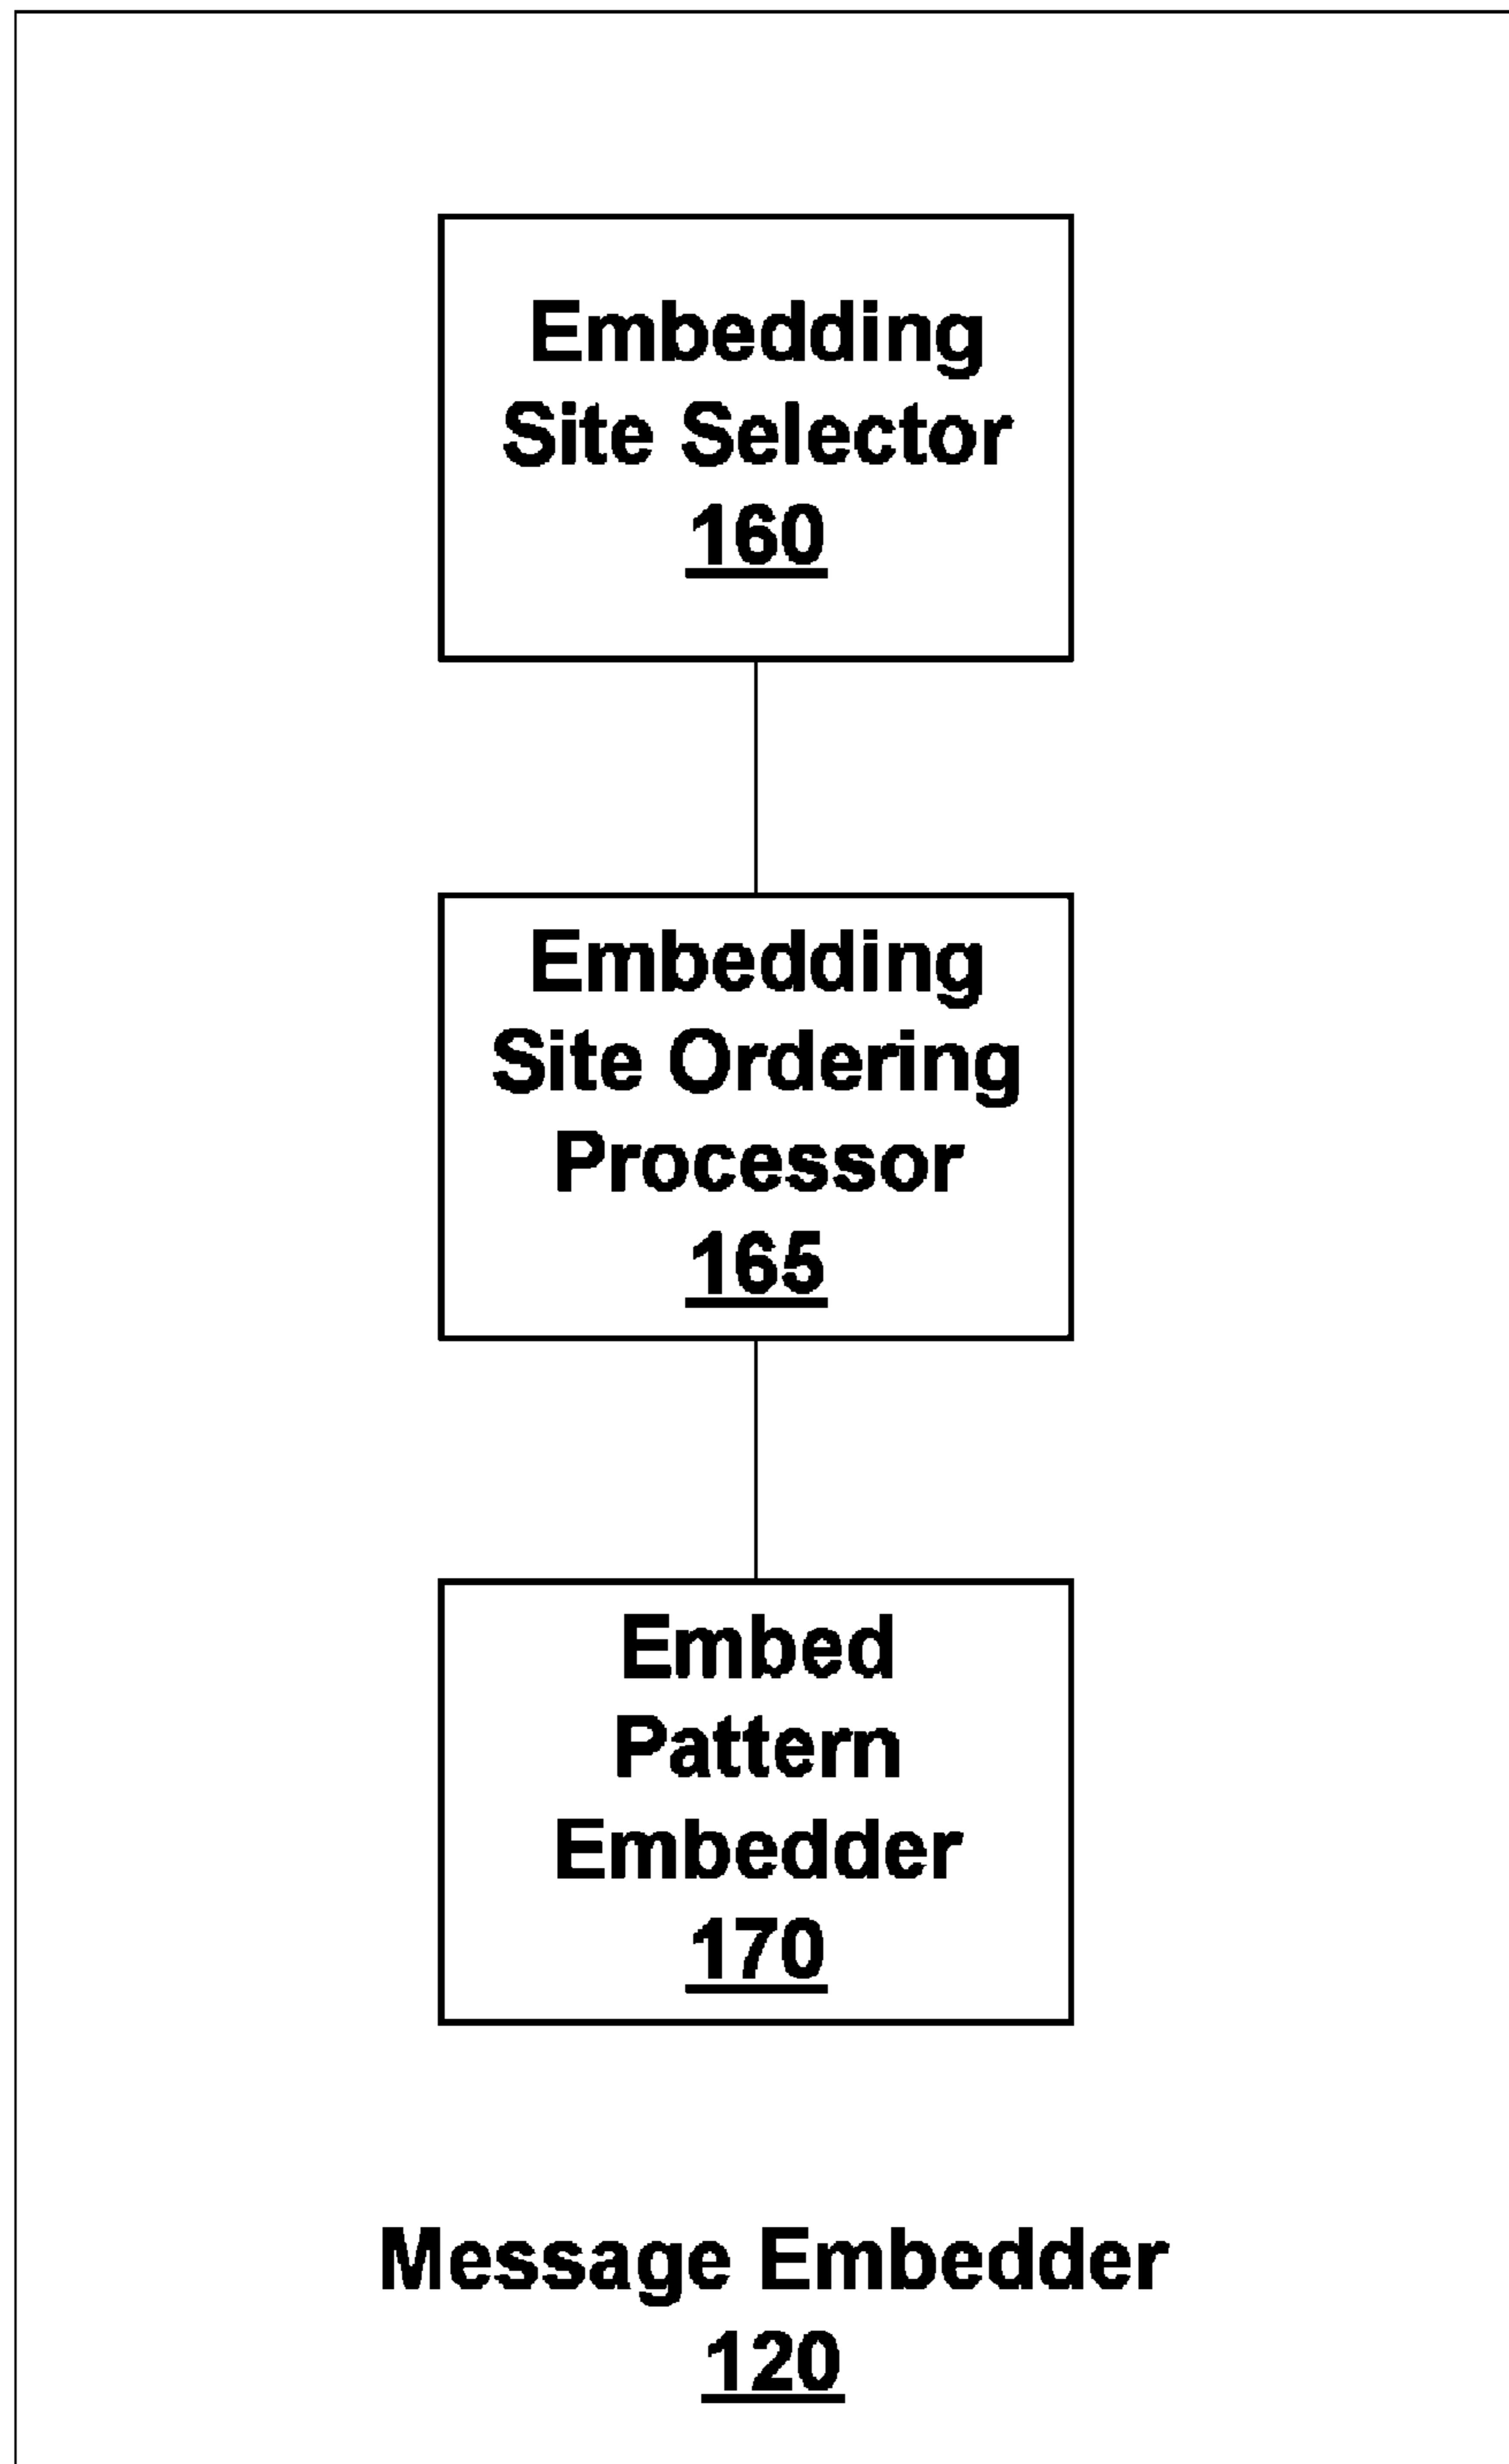 Embedding
Site Selector
160
Embedding
Site Ordering
Processor
165
Embed
Pattern
Embedder
170
Message Embedder
120